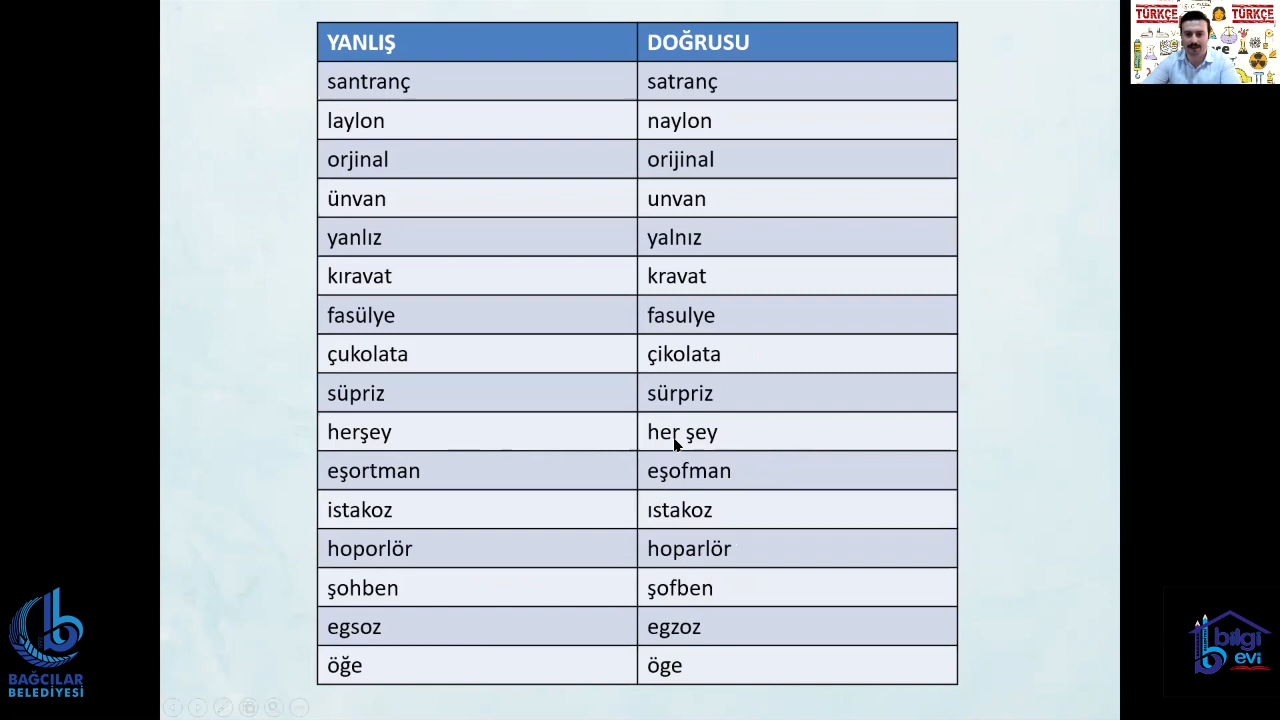 YANLIŞ DOĞRUSU
santranç satranç
laylon naylon
orjinal orijinal
ünvan unvan
yanlız yalnız
kıravat kravat
fasülye fasulye
çukolata çikolata
süpriz sürpriz
herşey her şey
eşortman eşofman
istakoz ıstakoz
hoporlör hoparlör
şohben şofben
egsoz egzoz
öğe öge
TÜRKÇE TÜRKÇE
BAĞCILAR
BELEDİYESİ
bilgi
evi